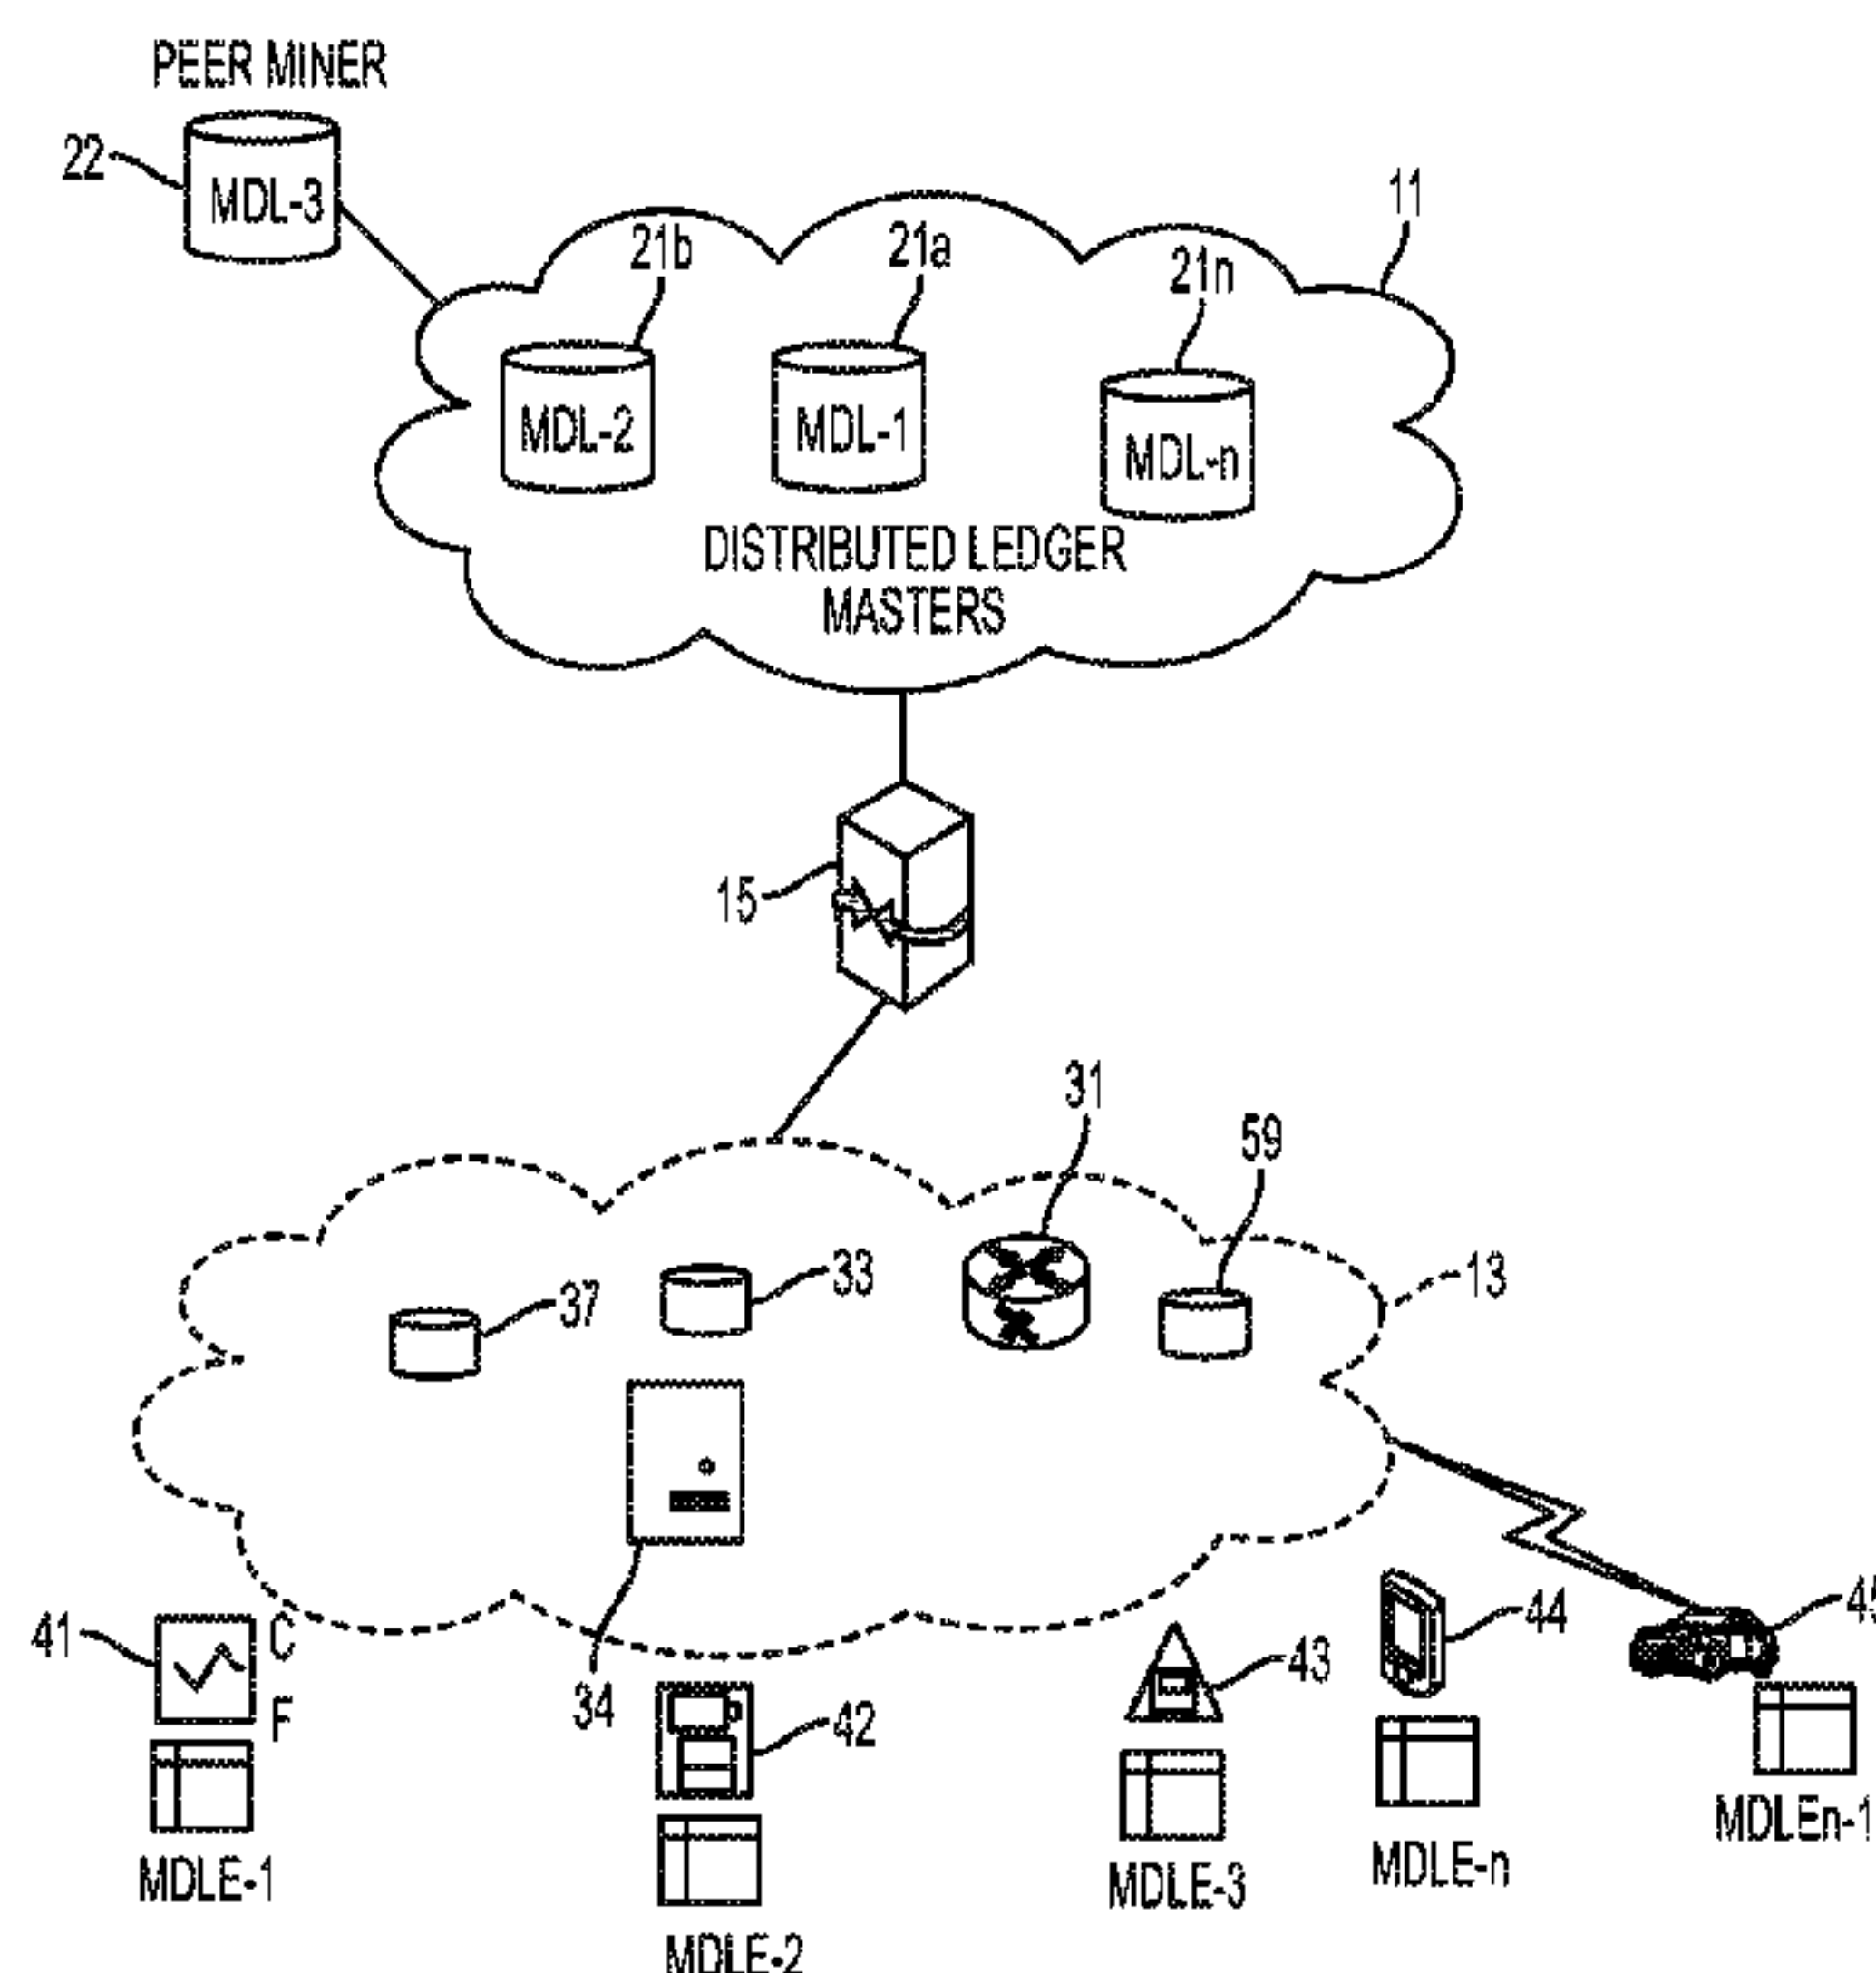 PEER MINER
22
MDL-3
11
21b
21a
21n
MDL-2
MDL-1
MDL-n
DISTRIBUTED LEDGER
MASTERS
15
31
59
13
37
33
34
41
C
F
42
43
44
MDLE-1
MDLE-2
MDLE-3
MDLE-n
MDLEn-1